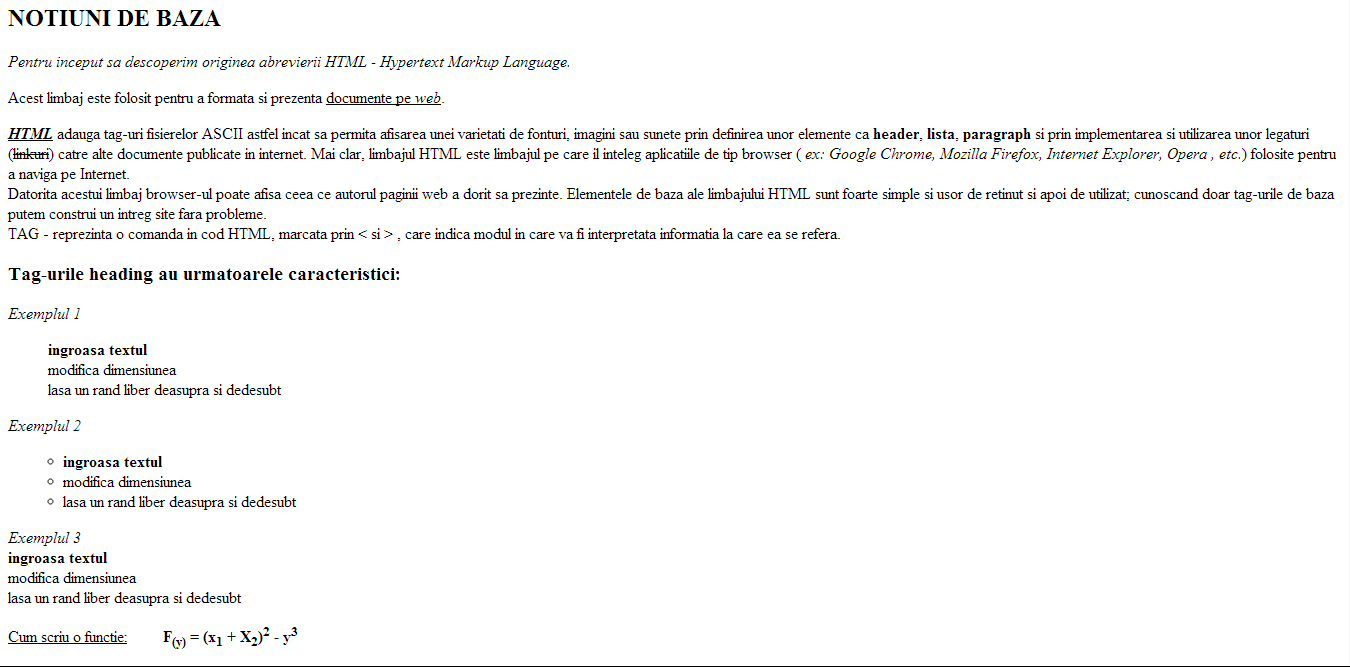 NOTIUNI DE BAZA
Pentru inceput sa descoperim originea abrevierii HTML - Hypertext Markup Language.
Acest limbaj este folosit pentru a formata si prezenta documente pe web.
HTML adauga tag-uri fisierelor ASCII astfel incat sa permita afisarea unei varietati de fonturi, imagini sau sunete prin definirea unor elemente ca header, lista, paragraph si prin implementarea si utilizarea unor legaturi
(linkuri) catre alte documente publicate in internet. Mai clar, limbajul HTML este limbajul pe care il inteleg aplicatiile de tip browser ( ex: Google Chrome, Mozilla Firefox, Internet Explorer, Opera , etc.) folosite pentru
a naviga pe Internet.
Datorita acestui limbaj browser-ul poate afisa ceea ce autorul paginii web a dorit sa prezinte. Elementele de baza ale limbajului HTML sunt foarte simple si usor de retinut si apoi de utilizat; cunoscand doar tag-urile de baza
putem construi un intreg site fara probleme.
TAG - reprezinta o comanda in cod HTML, marcata prin < si > , care indica modul in care va fi interpretata informatia la care ea se refera.
Tag-urile heading au urmatoarele caracteristici:
Exemplul 1
ingroasa textul
modifica dimensiunea
lasa un rand liber deasupra si dedesubt
Exemplul 2
ingroasa textul
modifica dimensiunea
lasa un rand liber deasupra si dedesubt
Exemplul 3
ingroasa textul
modifica dimensiunea
lasa un rand liber deasupra si dedesubt
Cum scriu o functie: F(y) = (x1 + X2)2 - y3